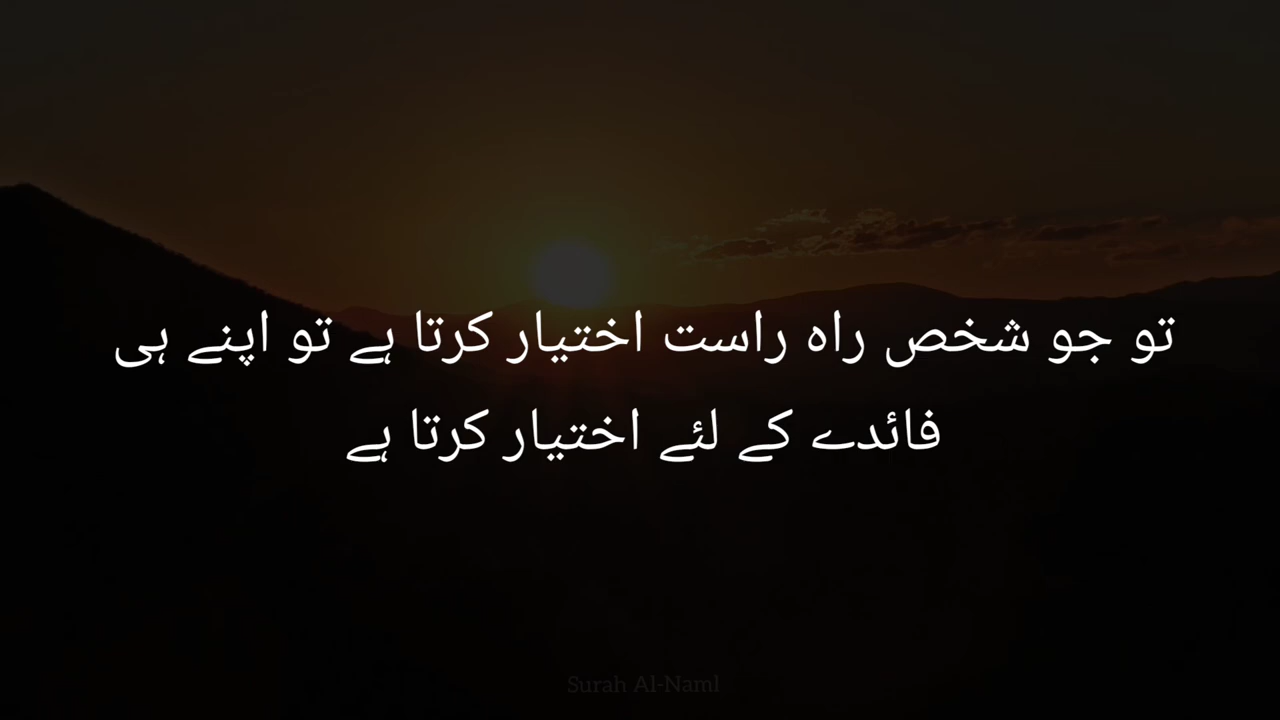 تو جو شخص راہ راست اختیار کرتا ہے تو اپنے ہی
فائدے کے لئے اختیار کرتا ہے
Surah Al-Naml